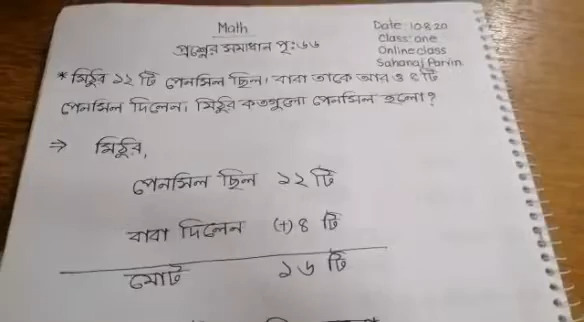 Math
Date: 10.8.20
Class: one
Online class
Sahanaj Parvin
প্রশ্নের সমাধান পৃ:৬৬
* মিঠুর ১২ টি পেনসিল ছিল। বাবা তাকে আরও ৪ টি
পেনসিল দিলেন। মিঠুর কতগুলো পেনসিল হলো?
⇒ মিঠুর,
পেনসিল ছিল ১২ টি
বাবা দিলেন (+) ৪ টি
মোট ১৬ টি